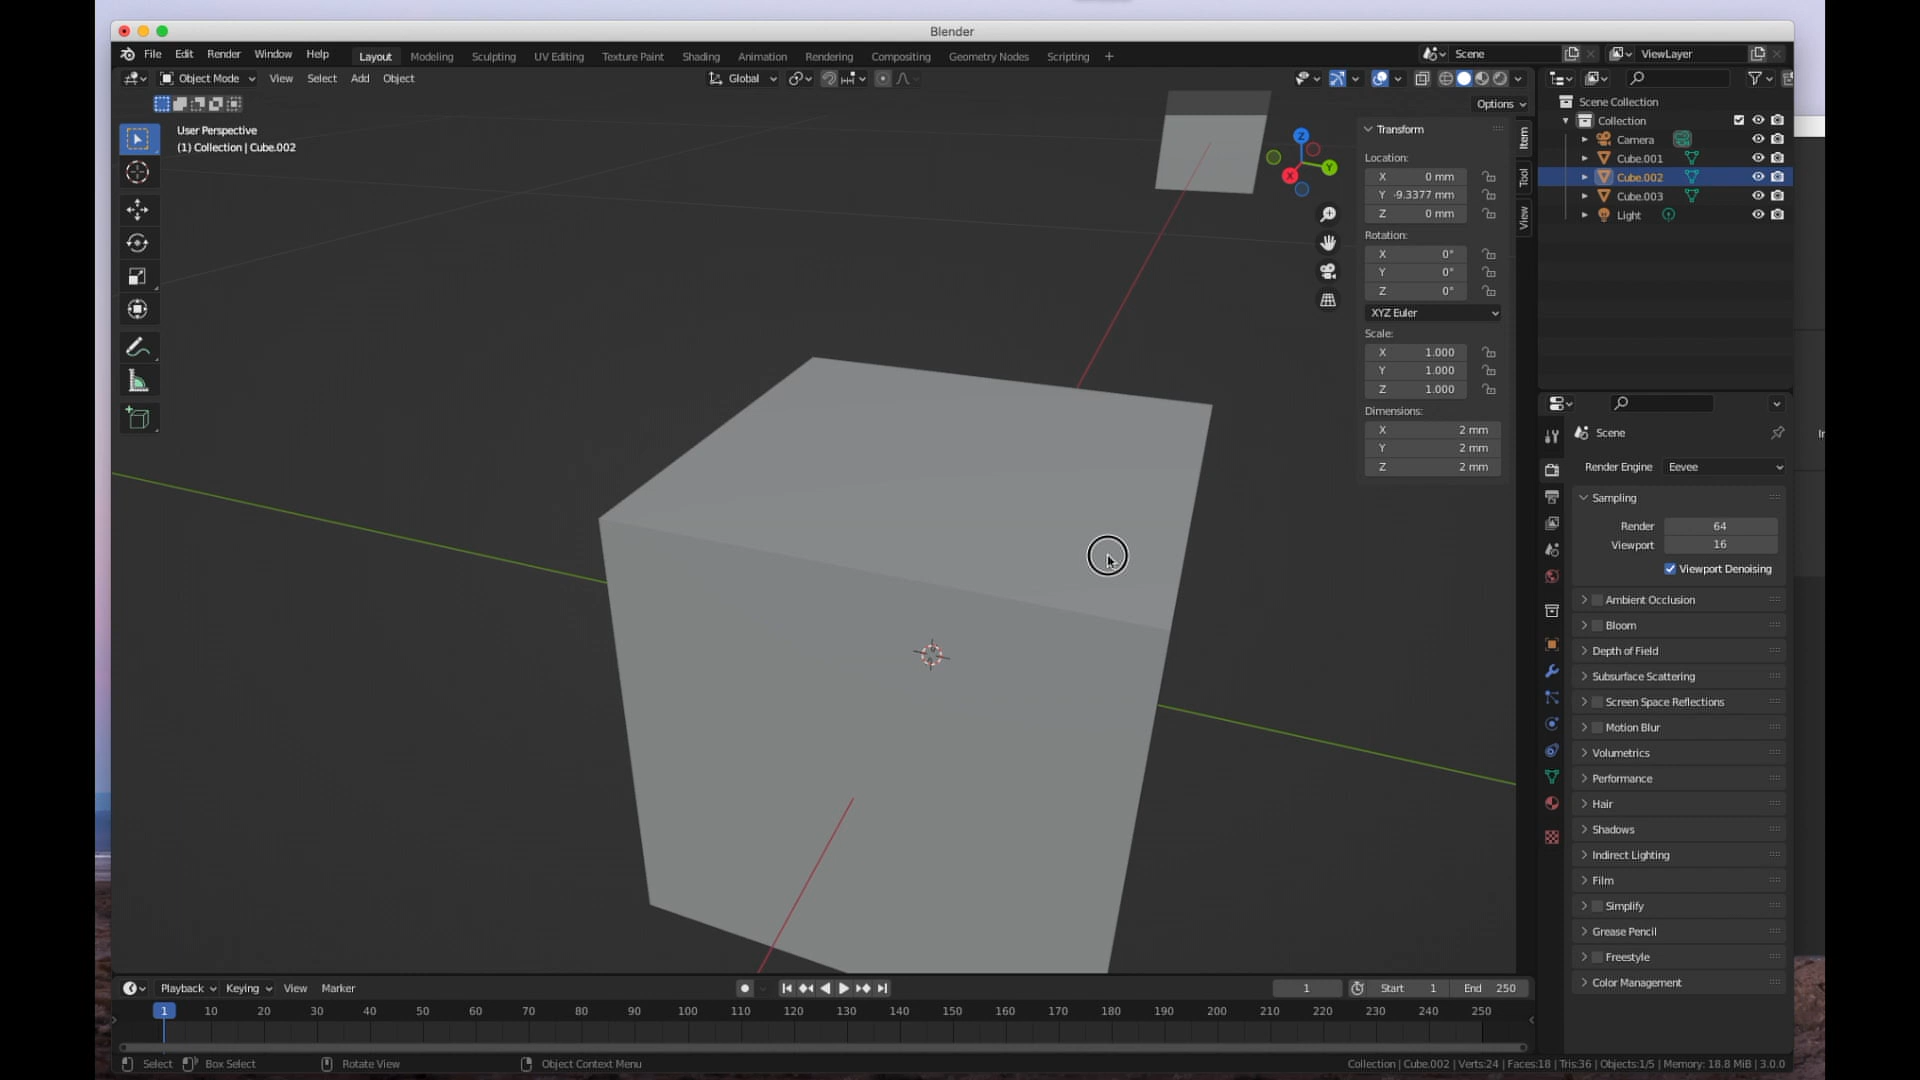 Blender
File Edit Render Window Help Layout Modeling Sculpting UV Editing Texture Paint Shading Animation Rendering Compositing Geometry Nodes Scripting + Scene ViewLayer
Object Mode View Select Add Object Global
Options
User Perspective
(1) Collection | Cube.002
Transform
Location:
X 0 mm
Y -9.3377 mm
Z 0 mm
Rotation:
X 0°
Y 0°
Z 0°
XYZ Euler
Scale:
X 1.000
Y 1.000
Z 1.000
Dimensions:
X 2 mm
Y 2 mm
Z 2 mm
Item
Tool
View
Z
Y
X
Scene Collection
Collection
Camera
Cube.001
Cube.002
Cube.003
Light
Scene
Render Engine Eevee
Sampling
Render 64
Viewport 16
Viewport Denoising
Ambient Occlusion
Bloom
Depth of Field
Subsurface Scattering
Screen Space Reflections
Motion Blur
Volumetrics
Performance
Hair
Shadows
Indirect Lighting
Film
Simplify
Grease Pencil
Freestyle
Color Management
Playback Keying View Marker 1 Start 1 End 250
1 10 20 30 40 50 60 70 80 90 100 110 120 130 140 150 160 170 180 190 200 210 220 230 240 250
Select Box Select Rotate View Object Context Menu Collection | Cube.002 | Verts:24 | Faces:18 | Tris:36 | Objects:1/5 | Memory: 18.8 MiB | 3.0.0